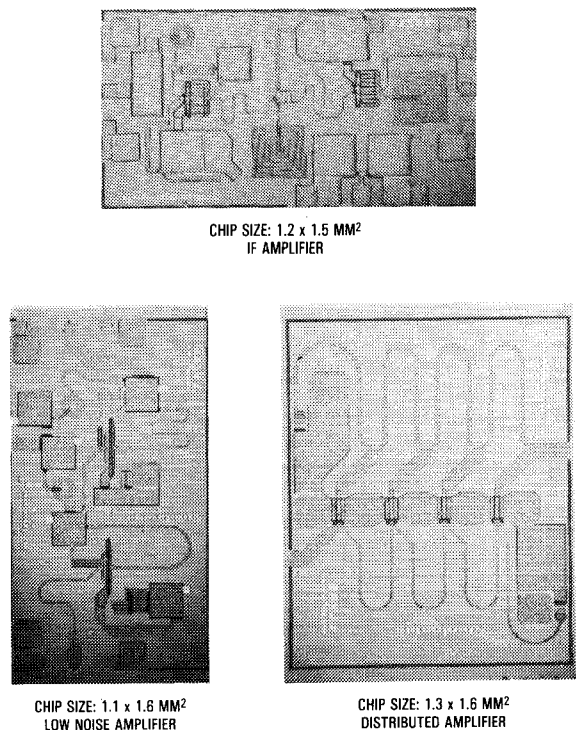 CHIP SIZE: 1.2 x 1.5 MM²
IF AMPLIFIER
CHIP SIZE: 1.1 x 1.6 MM²
LOW NOISE AMPLIFIER
CHIP SIZE: 1.3 x 1.6 MM²
DISTRIBUTED AMPLIFIER